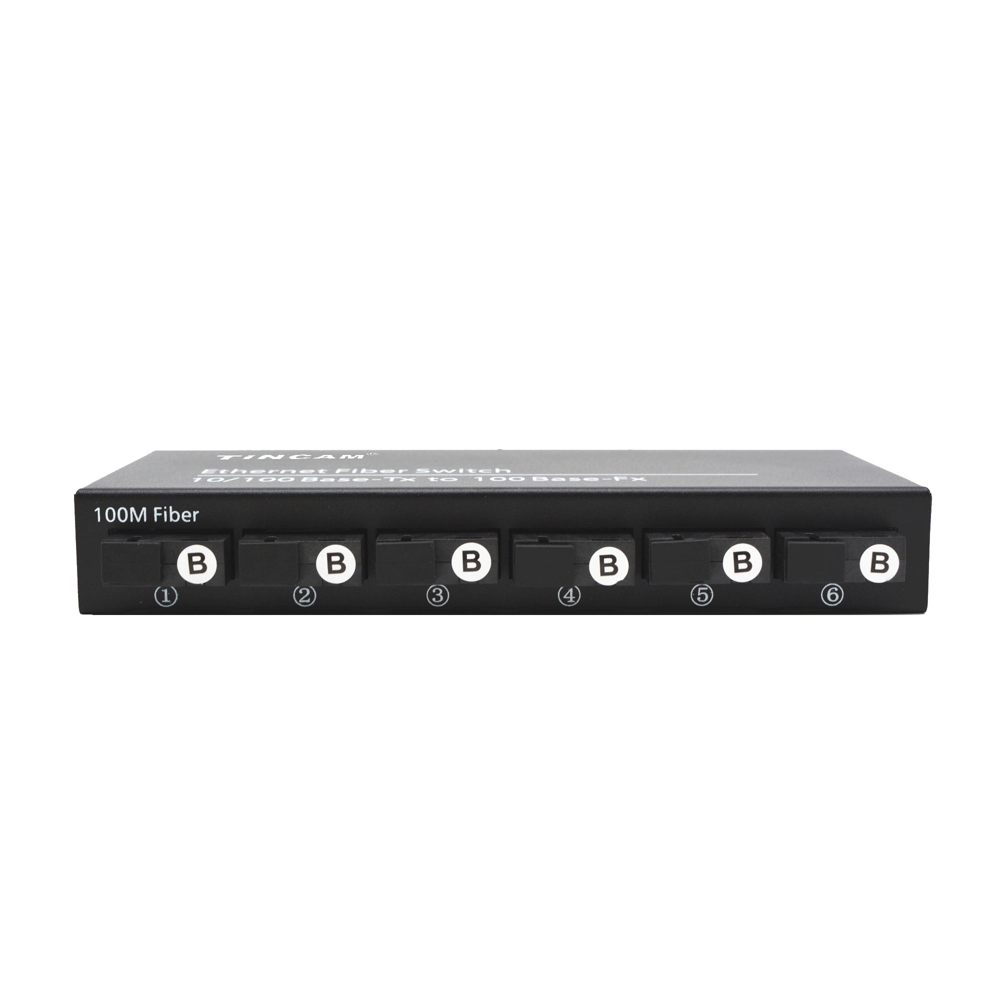 TINCAM®
Ethernet Fiber Switch
10/100 Base-Tx to 100 Base-Fx
100M Fiber
B B B B B B
① ② ③ ④ ⑤ ⑥